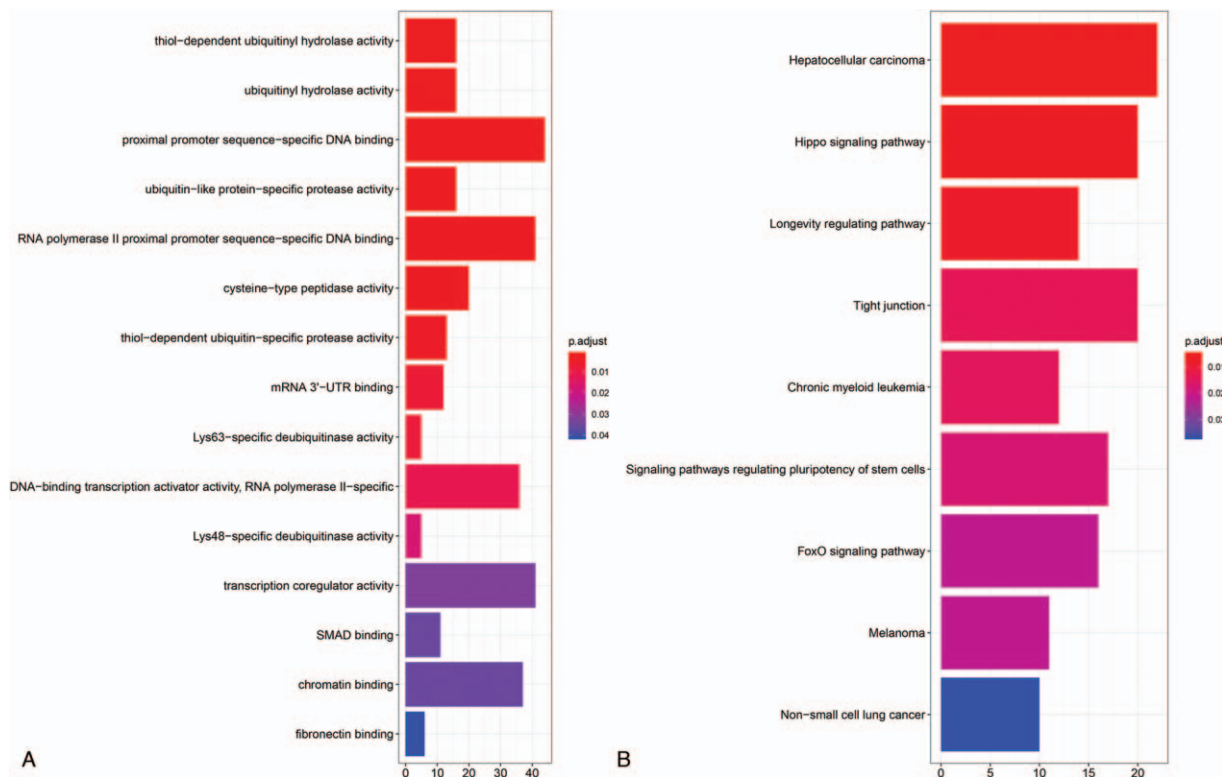 thiol−dependent ubiquitinyl hydrolase activity
ubiquitinyl hydrolase activity
proximal promoter sequence−specific DNA binding
ubiquitin−like protein−specific protease activity
RNA polymerase II proximal promoter sequence−specific DNA binding
cysteine−type peptidase activity
thiol−dependent ubiquitin−specific protease activity
mRNA 3'−UTR binding
Lys63−specific deubiquitinase activity
DNA−binding transcription activator activity, RNA polymerase II−specific
Lys48−specific deubiquitinase activity
transcription coregulator activity
SMAD binding
chromatin binding
fibronectin binding
0 10 20 30 40
p.adjust
0.01
0.02
0.03
0.04
A
Hepatocellular carcinoma
Hippo signaling pathway
Longevity regulating pathway
Tight junction
Chronic myeloid leukemia
Signaling pathways regulating pluripotency of stem cells
FoxO signaling pathway
Melanoma
Non−small cell lung cancer
0 5 10 15 20
p.adjust
0.01
0.02
0.03
B